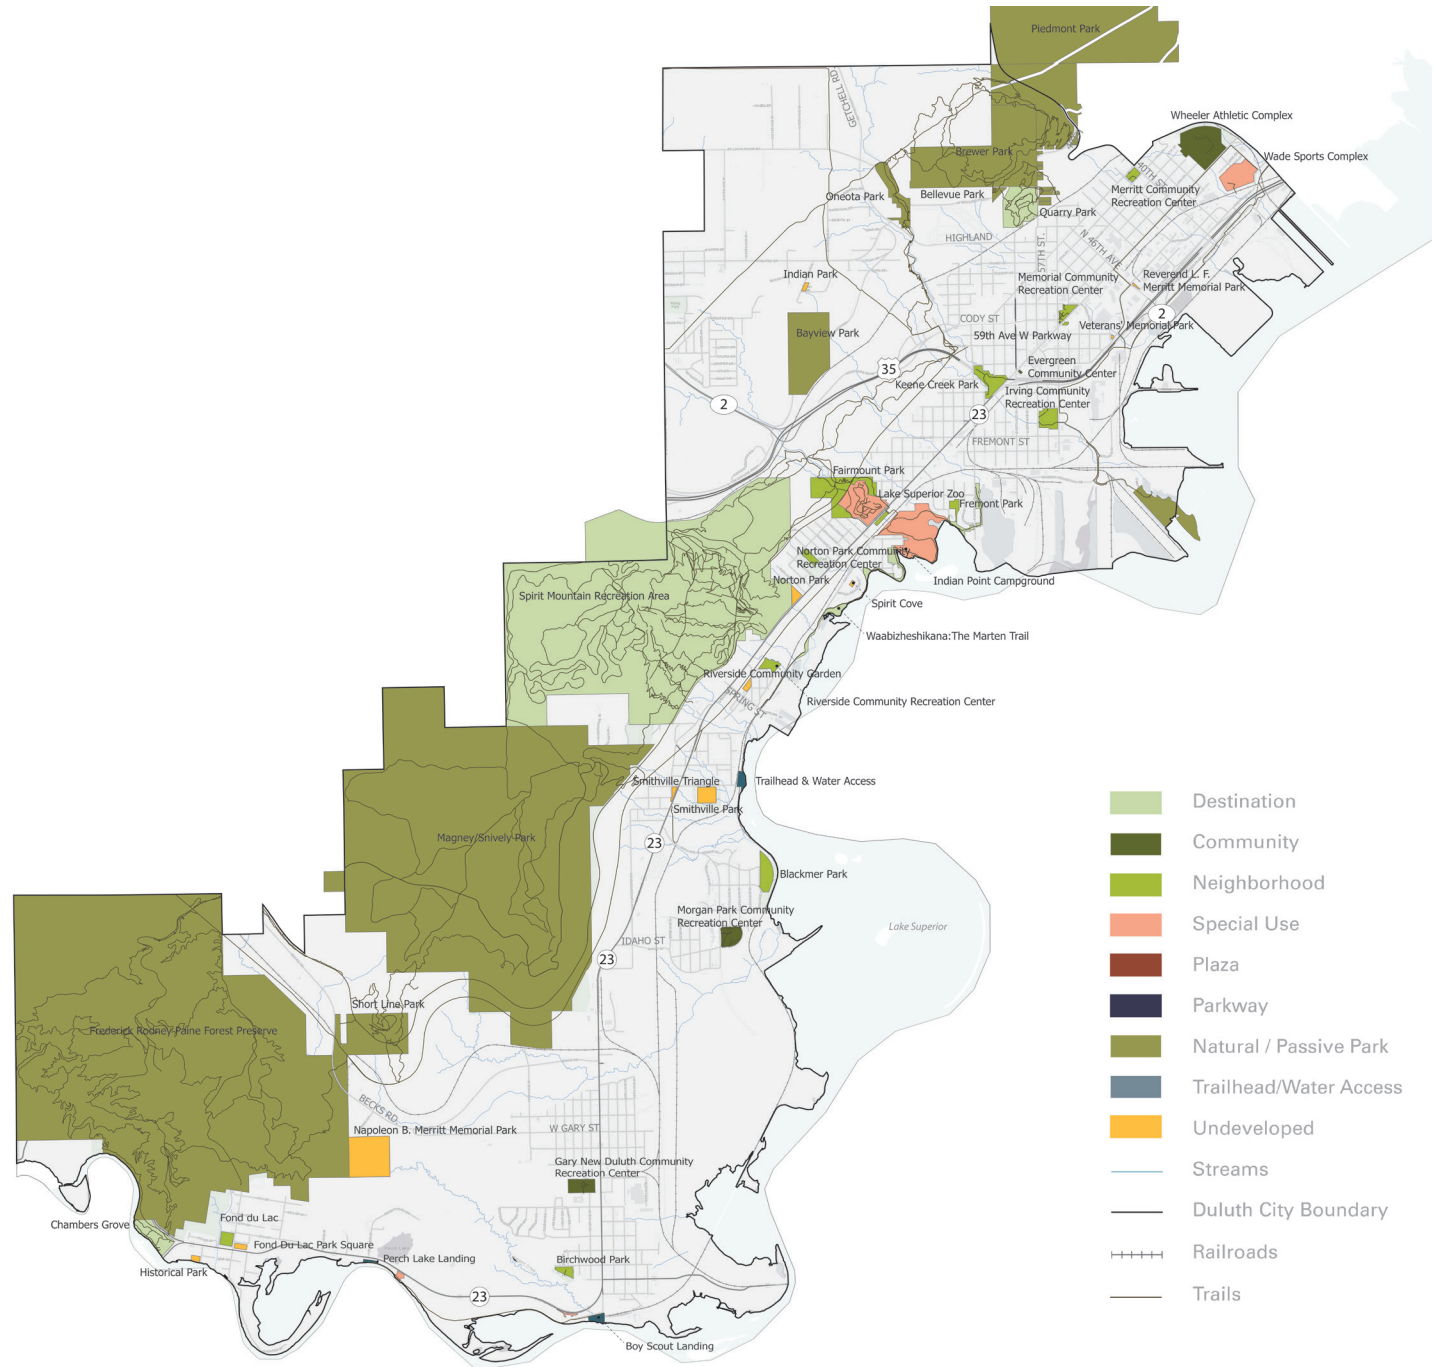 Piedmont Park
GETCHELL RD
Wheeler Athletic Complex
Wade Sports Complex
Brewer Park
40TH ST
Merritt Community
Recreation Center
Oneota Park
Bellevue Park
Quarry Park
HIGHLAND
57TH ST.
N 46TH AVE
Indian Park
Memorial Community
Recreation Center
Reverend L. F.
Merritt Memorial Park
2
CODY ST
Veterans' Memorial Park
Bayview Park
59th Ave W Parkway
35
Evergreen
Community Center
Keene Creek Park
Irving Community
Recreation Center
2
23
FREMONT ST
Fairmount Park
Lake Superior Zoo
Fremont Park
Norton Park Community
Recreation Center
Indian Point Campground
Norton Park
Spirit Mountain Recreation Area
Spirit Cove
Waabizheshikana:The Marten Trail
Riverside Community Garden
SPRING ST
Riverside Community Recreation Center
Smithville Triangle
Trailhead & Water Access
Smithville Park
Magney/Snively Park
23
Blackmer Park
Morgan Park Community
Recreation Center
Lake Superior
IDAHO ST
23
Short Line Park
Frederick Rodney Paine Forest Preserve
BECKS RD
Napoleon B. Merritt Memorial Park
W GARY ST
Gary New Duluth Community
Recreation Center
Chambers Grove
Fond du Lac
Fond Du Lac Park Square
Historical Park
Perch Lake Landing
Birchwood Park
23
Boy Scout Landing
Destination
Community
Neighborhood
Special Use
Plaza
Parkway
Natural / Passive Park
Trailhead/Water Access
Undeveloped
Streams
Duluth City Boundary
Railroads
Trails